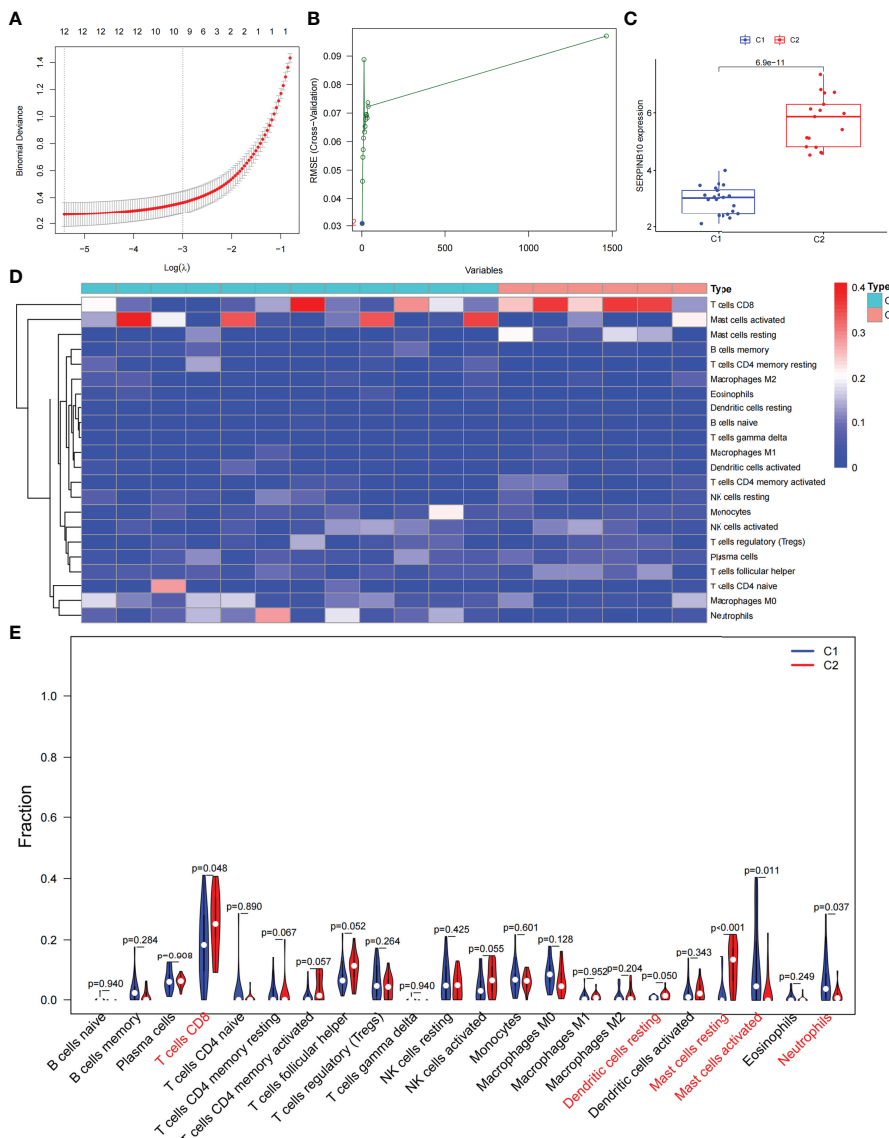 A
12 12 12 12 12 10 10 9 6 3 2 2 1 1 1
Binomial Deviance
1.4
1.2
1.0
0.8
0.6
0.4
0.2
−5 −4 −3 −2 −1
Log(λ)
B
RMSE (Cross−Validation)
0.09
0.08
0.07
0.06
0.05
0.04
0.03
0 500 1000 1500
Variables
C
C1 C2
6.9e−11
SERPINB10 expression
6
4
2
C1 C2
D
Type
T cells CD8
Mast cells activated
Mast cells resting
B cells memory
T cells CD4 memory resting
Macrophages M2
Eosinophils
Dendritic cells resting
B cells naive
T cells gamma delta
Macrophages M1
Dendritic cells activated
T cells CD4 memory activated
NK cells resting
Monocytes
NK cells activated
T cells regulatory (Tregs)
Plasma cells
T cells follicular helper
T cells CD4 naive
Macrophages M0
Neutrophils
0.4
0.3
0.2
0.1
0
Type
C
C
E
C1
C2
Fraction
1.0
0.8
0.6
0.4
0.2
0.0
p=0.940
p=0.284
p=0.908
p=0.048
p=0.890
p=0.067
p=0.057
p=0.052
p=0.264
p=0.940
p=0.425
p=0.055
p=0.601
p=0.128
p=0.952
p=0.204
p=0.050
p=0.343
p<0.001
p=0.011
p=0.249
p=0.037
B cells naive
B cells memory
Plasma cells
T cells CD8
T cells CD4 naive
T cells CD4 memory resting
T cells CD4 memory activated
T cells follicular helper
T cells regulatory (Tregs)
T cells gamma delta
NK cells resting
NK cells activated
Monocytes
Macrophages M0
Macrophages M1
Macrophages M2
Dendritic cells resting
Dendritic cells activated
Mast cells resting
Mast cells activated
Eosinophils
Neutrophils